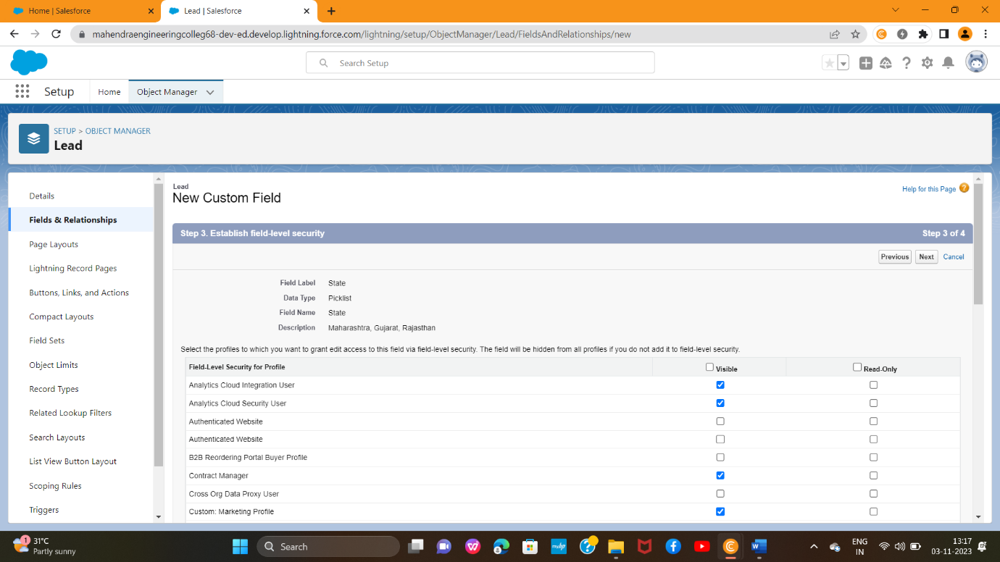 Home | Salesforce
Lead | Salesforce
mahendraengineeringcolleg68-dev-ed.develop.lightning.force.com/lightning/setup/ObjectManager/Lead/FieldsAndRelationships/new
Search Setup
Setup
Home
Object Manager
SETUP > OBJECT MANAGER
Lead
Details
Fields & Relationships
Page Layouts
Lightning Record Pages
Buttons, Links, and Actions
Compact Layouts
Field Sets
Object Limits
Record Types
Related Lookup Filters
Search Layouts
List View Button Layout
Scoping Rules
Triggers
Lead
New Custom Field
Help for this Page
Step 3. Establish field-level security
Step 3 of 4
Previous
Next
Cancel
Field Label State
Data Type Picklist
Field Name State
Description Maharashtra, Gujarat, Rajasthan
Select the profiles to which you want to grant edit access to this field via field-level security. The field will be hidden from all profiles if you do not add it to field-level security.
Field-Level Security for Profile Visible Read-Only
Analytics Cloud Integration User
Analytics Cloud Security User
Authenticated Website
Authenticated Website
B2B Reordering Portal Buyer Profile
Contract Manager
Cross Org Data Proxy User
Custom: Marketing Profile
1
31°C
Partly sunny
Search
ENG
IN
13:17
03-11-2023